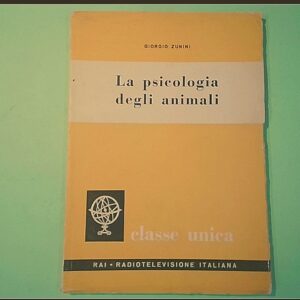 GIORGIO ZUNINI
La psicologia
degli animali
classe unica
RAI • RADIOTELEVISIONE ITALIANA